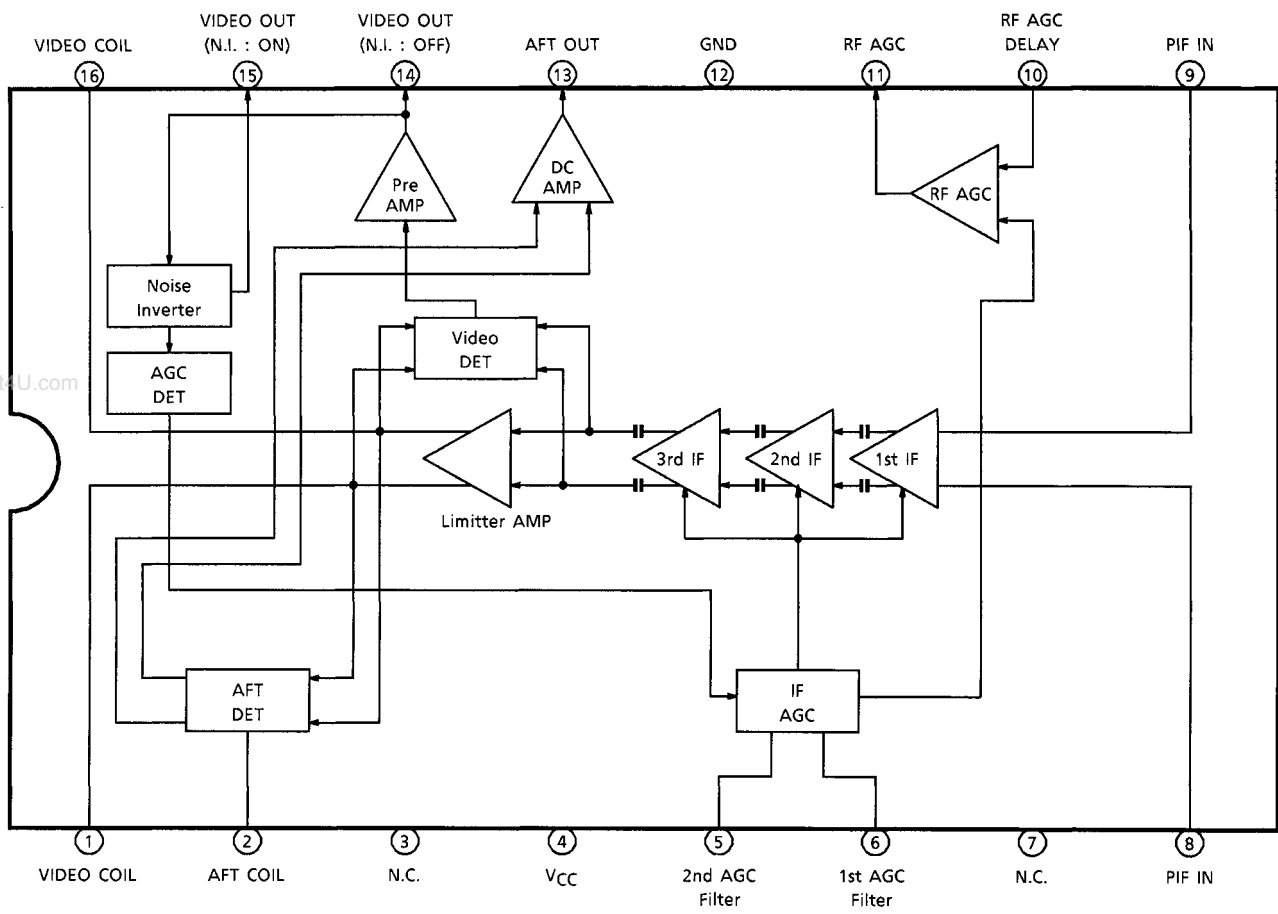 VIDEO COIL
VIDEO OUT
(N.I. : ON)
VIDEO OUT
(N.I. : OFF)
AFT OUT
GND
RF AGC
RF AGC
DELAY
PIF IN
16
15
14
13
12
11
10
9
Pre
AMP
DC
AMP
RF AGC
Noise
Inverter
Video
DET
t4U.com
AGC
DET
3rd IF
2nd IF
1st IF
Limitter AMP
AFT
DET
IF
AGC
1
2
3
4
5
6
7
8
VIDEO COIL
AFT COIL
N.C.
VCC
2nd AGC
Filter
1st AGC
Filter
N.C.
PIF IN